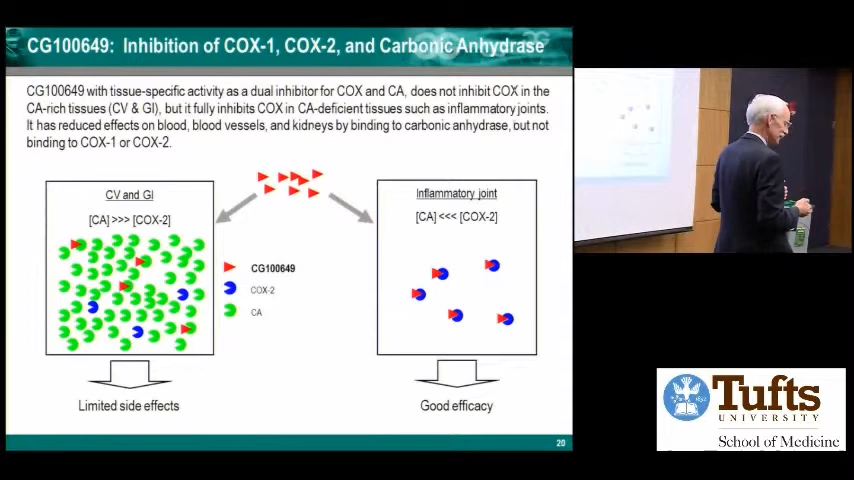 CG100649: Inhibition of COX-1, COX-2, and Carbonic Anhydrase
CG100649 with tissue-specific activity as a dual inhibitor for COX and CA, does not inhibit COX in the
CA-rich tissues (CV & GI), but it fully inhibits COX in CA-deficient tissues such as inflammatory joints.
It has reduced effects on blood, blood vessels, and kidneys by binding to carbonic anhydrase, but not
binding to COX-1 or COX-2.
CV and GI
[CA] >>> [COX-2]
Inflammatory joint
[CA] <<< [COX-2]
CG100649
COX-2
CA
Limited side effects
Good efficacy
20
Tufts
UNIVERSITY
School of Medicine